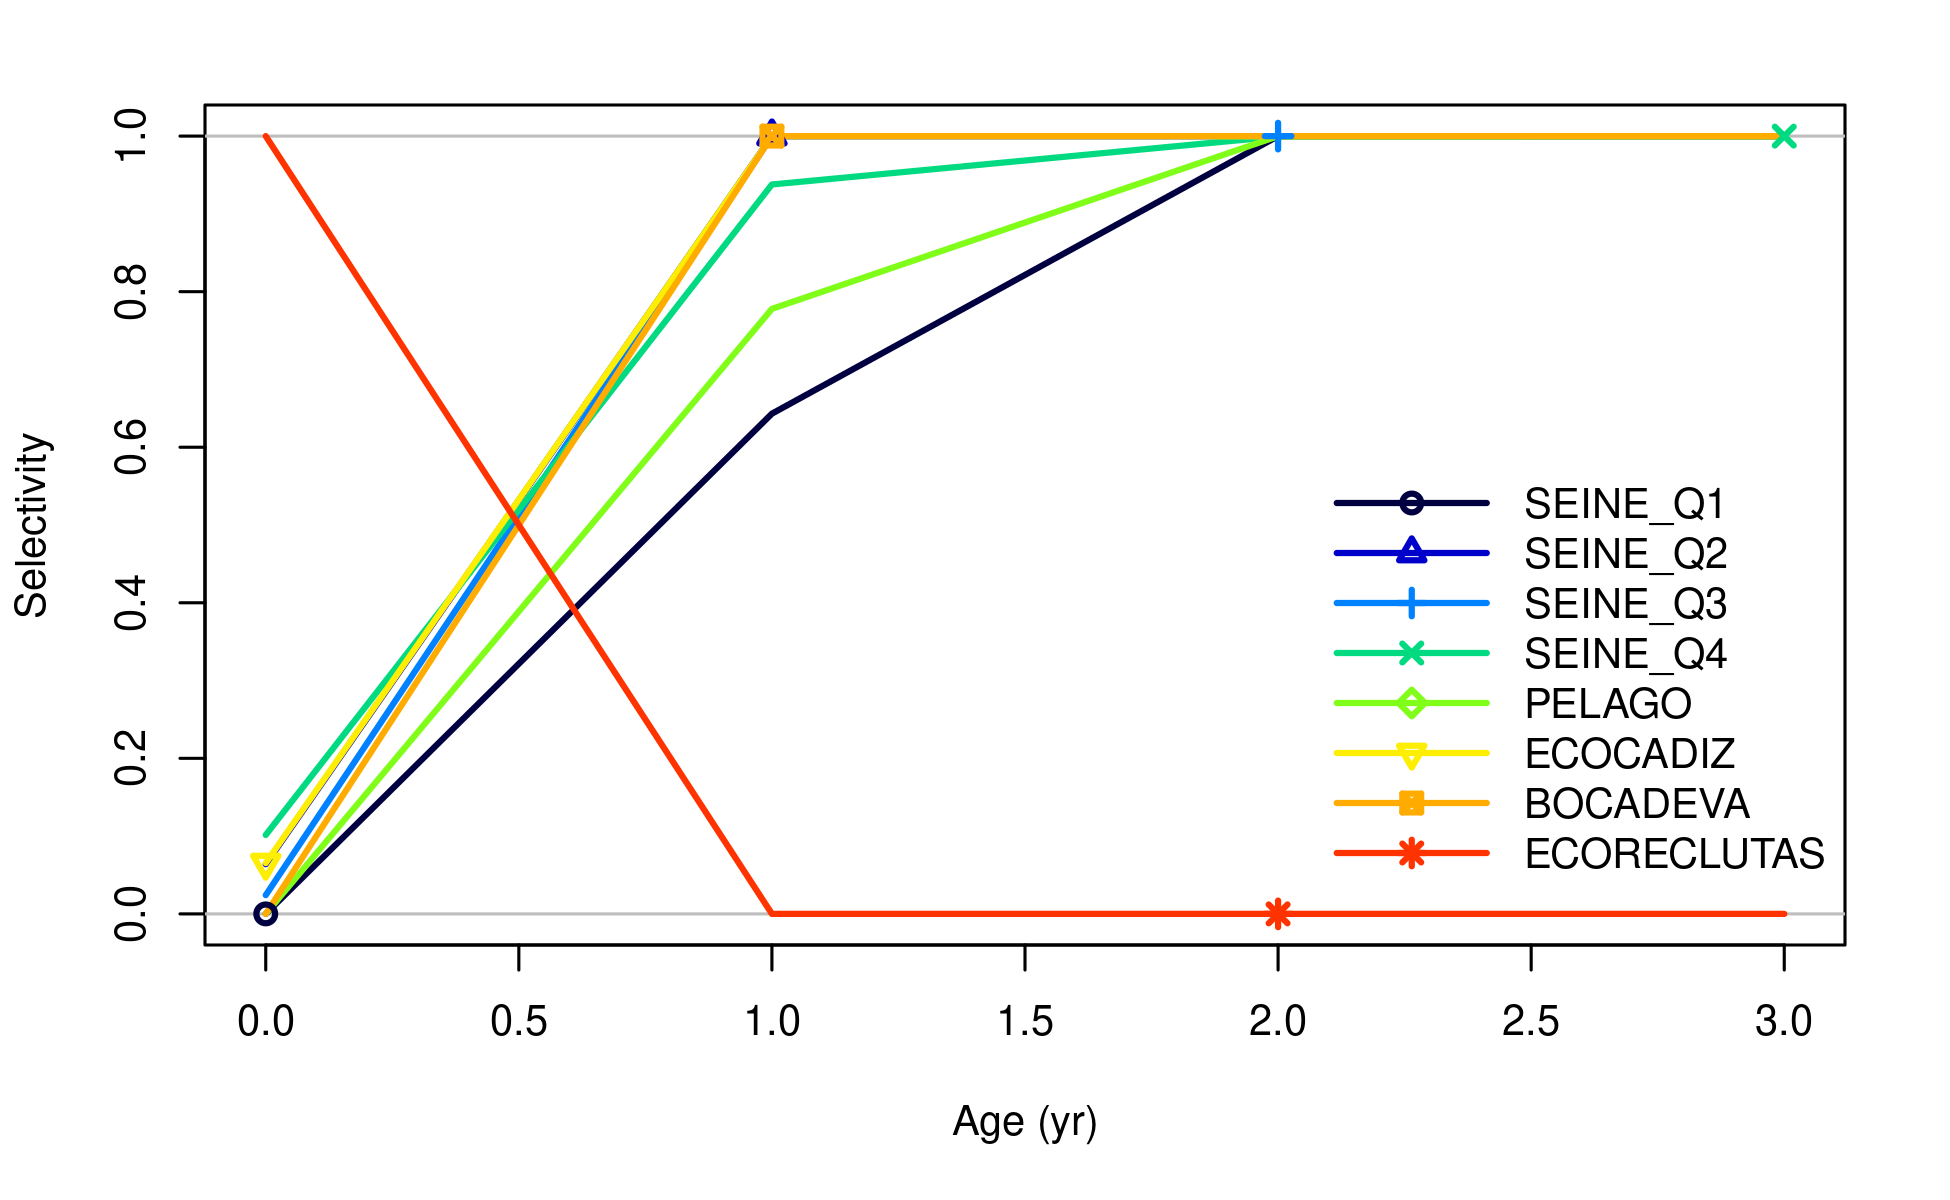 1.0
0.8
0.6
0.4
0.2
0.0
Selectivity
SEINE_Q1
SEINE_Q2
SEINE_Q3
SEINE_Q4
PELAGO
ECOCADIZ
BOCADEVA
ECORECLUTAS
0.0 0.5 1.0 1.5 2.0 2.5 3.0
Age (yr)